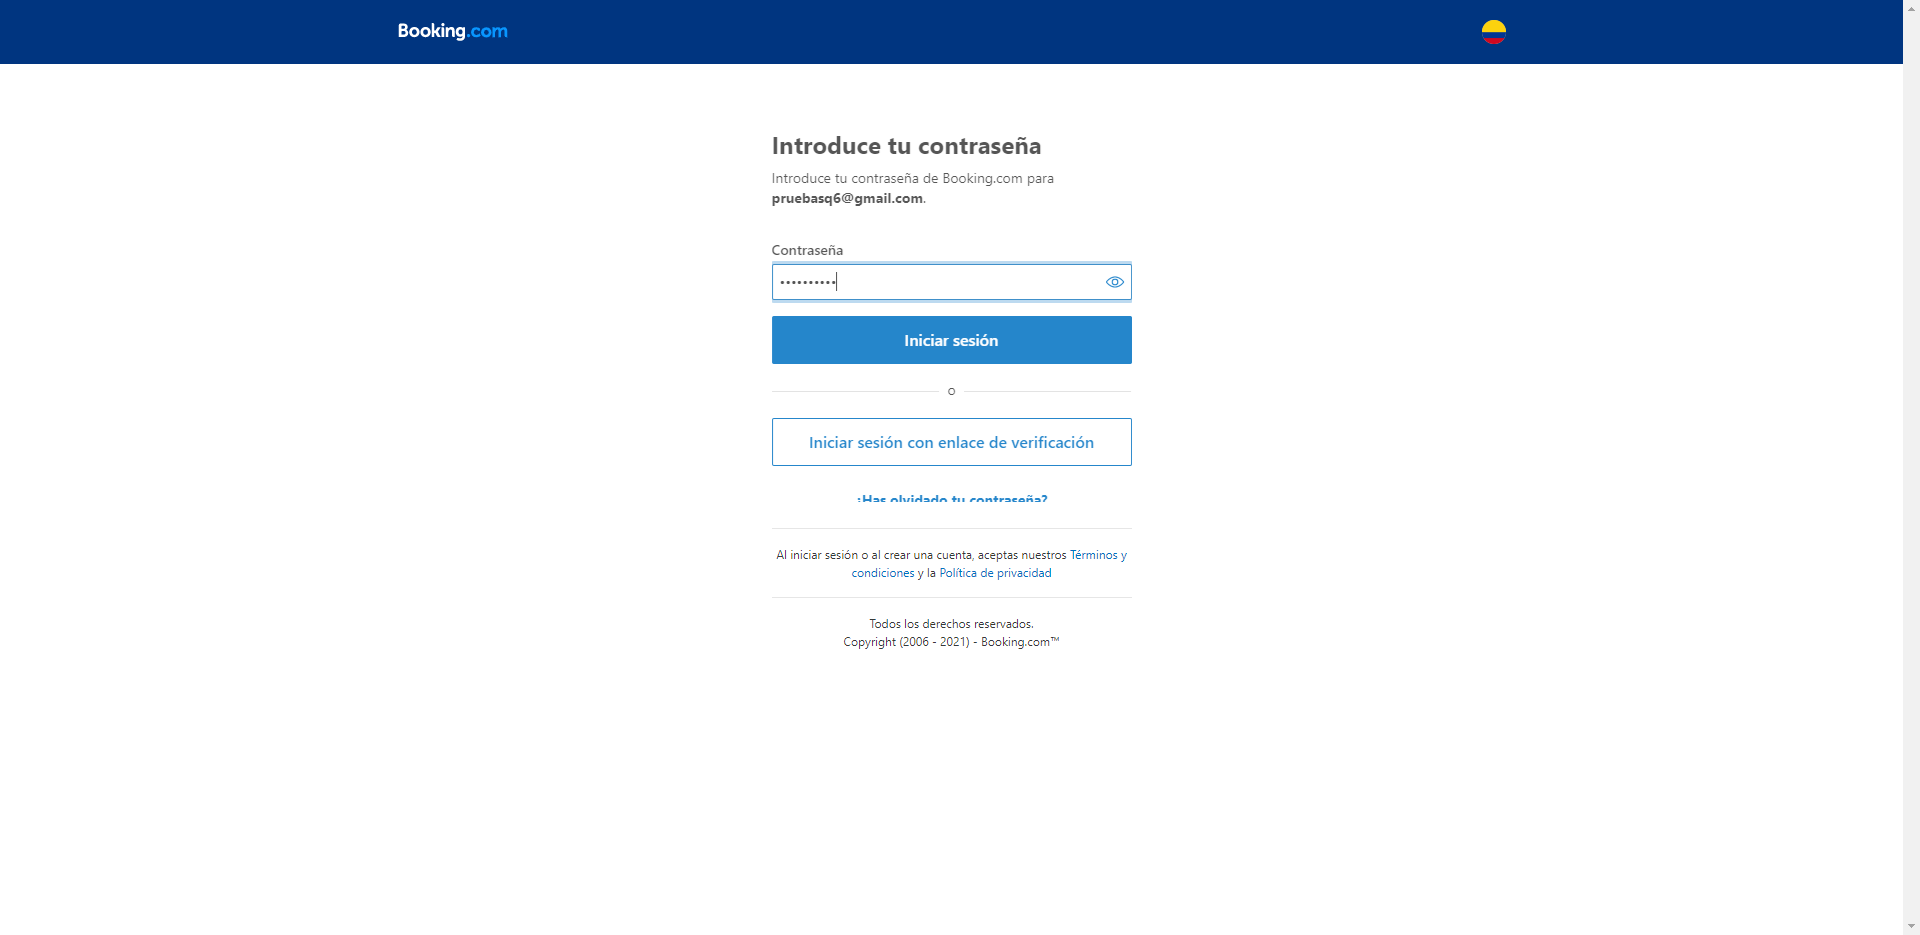 Booking.com
Introduce tu contraseña
Introduce tu contraseña de Booking.com para
pruebasq6@gmail.com.
Contraseña
••••••••••
Iniciar sesión
o
Iniciar sesión con enlace de verificación
¿Has olvidado tu contraseña?
Al iniciar sesión o al crear una cuenta, aceptas nuestros Términos y
condiciones y la Política de privacidad
Todos los derechos reservados.
Copyright (2006 - 2021) - Booking.com™